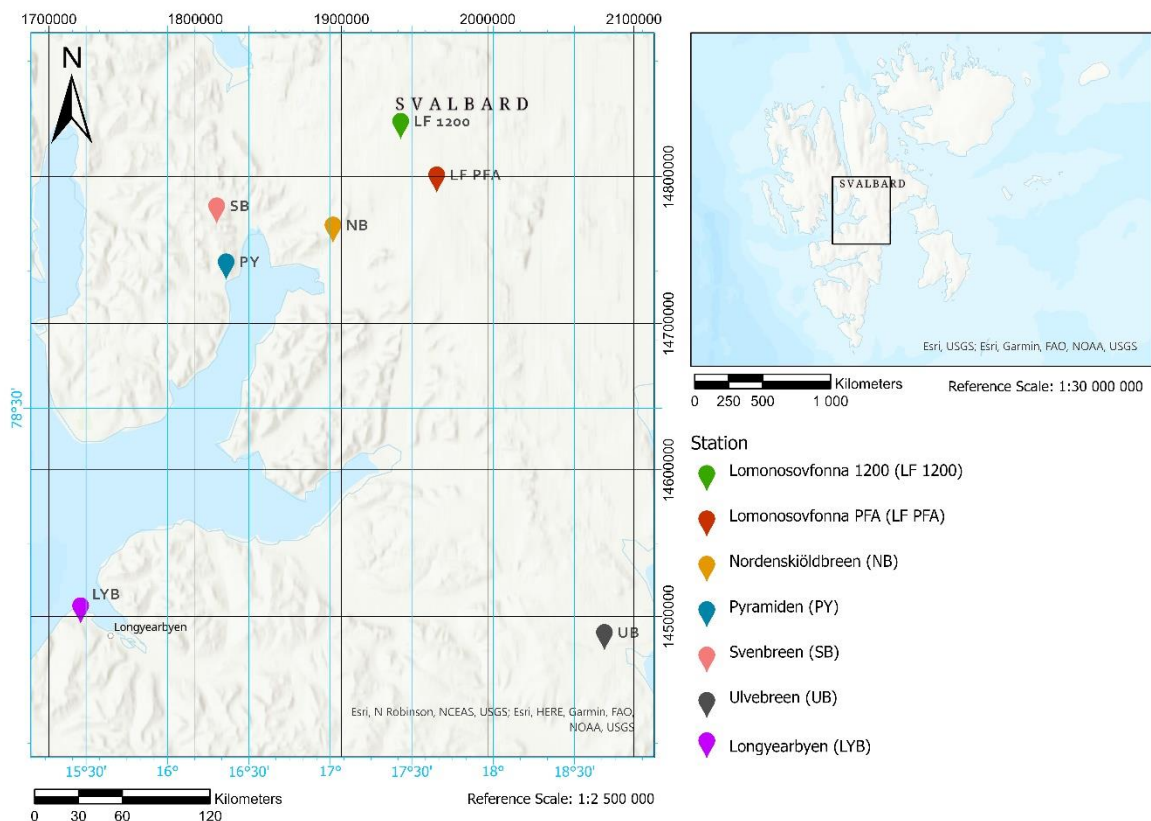 1700000 1800000 1900000 2000000 2100000
N
SVALBARD
LF 1200
LF PFA
14800000
SB
NB
PY
14700000
78°30'
14600000
LYB
Longyearbyen
14500000
UB
Esri, N Robinson, NCEAS, USGS; Esri, HERE, Garmin, FAO,
NOAA, USGS
15°30' 16° 16°30' 17° 17°30' 18° 18°30'
Kilometers
0 30 60 120
Reference Scale: 1:2 500 000
SVALBARD
Esri, USGS; Esri, Garmin, FAO, NOAA, USGS
Kilometers
0 250 500 1 000
Reference Scale: 1:30 000 000
Station
Lomonosovfonna 1200 (LF 1200)
Lomonosovfonna PFA (LF PFA)
Nordenskiöldbreen (NB)
Pyramiden (PY)
Svenbreen (SB)
Ulvebreen (UB)
Longyearbyen (LYB)